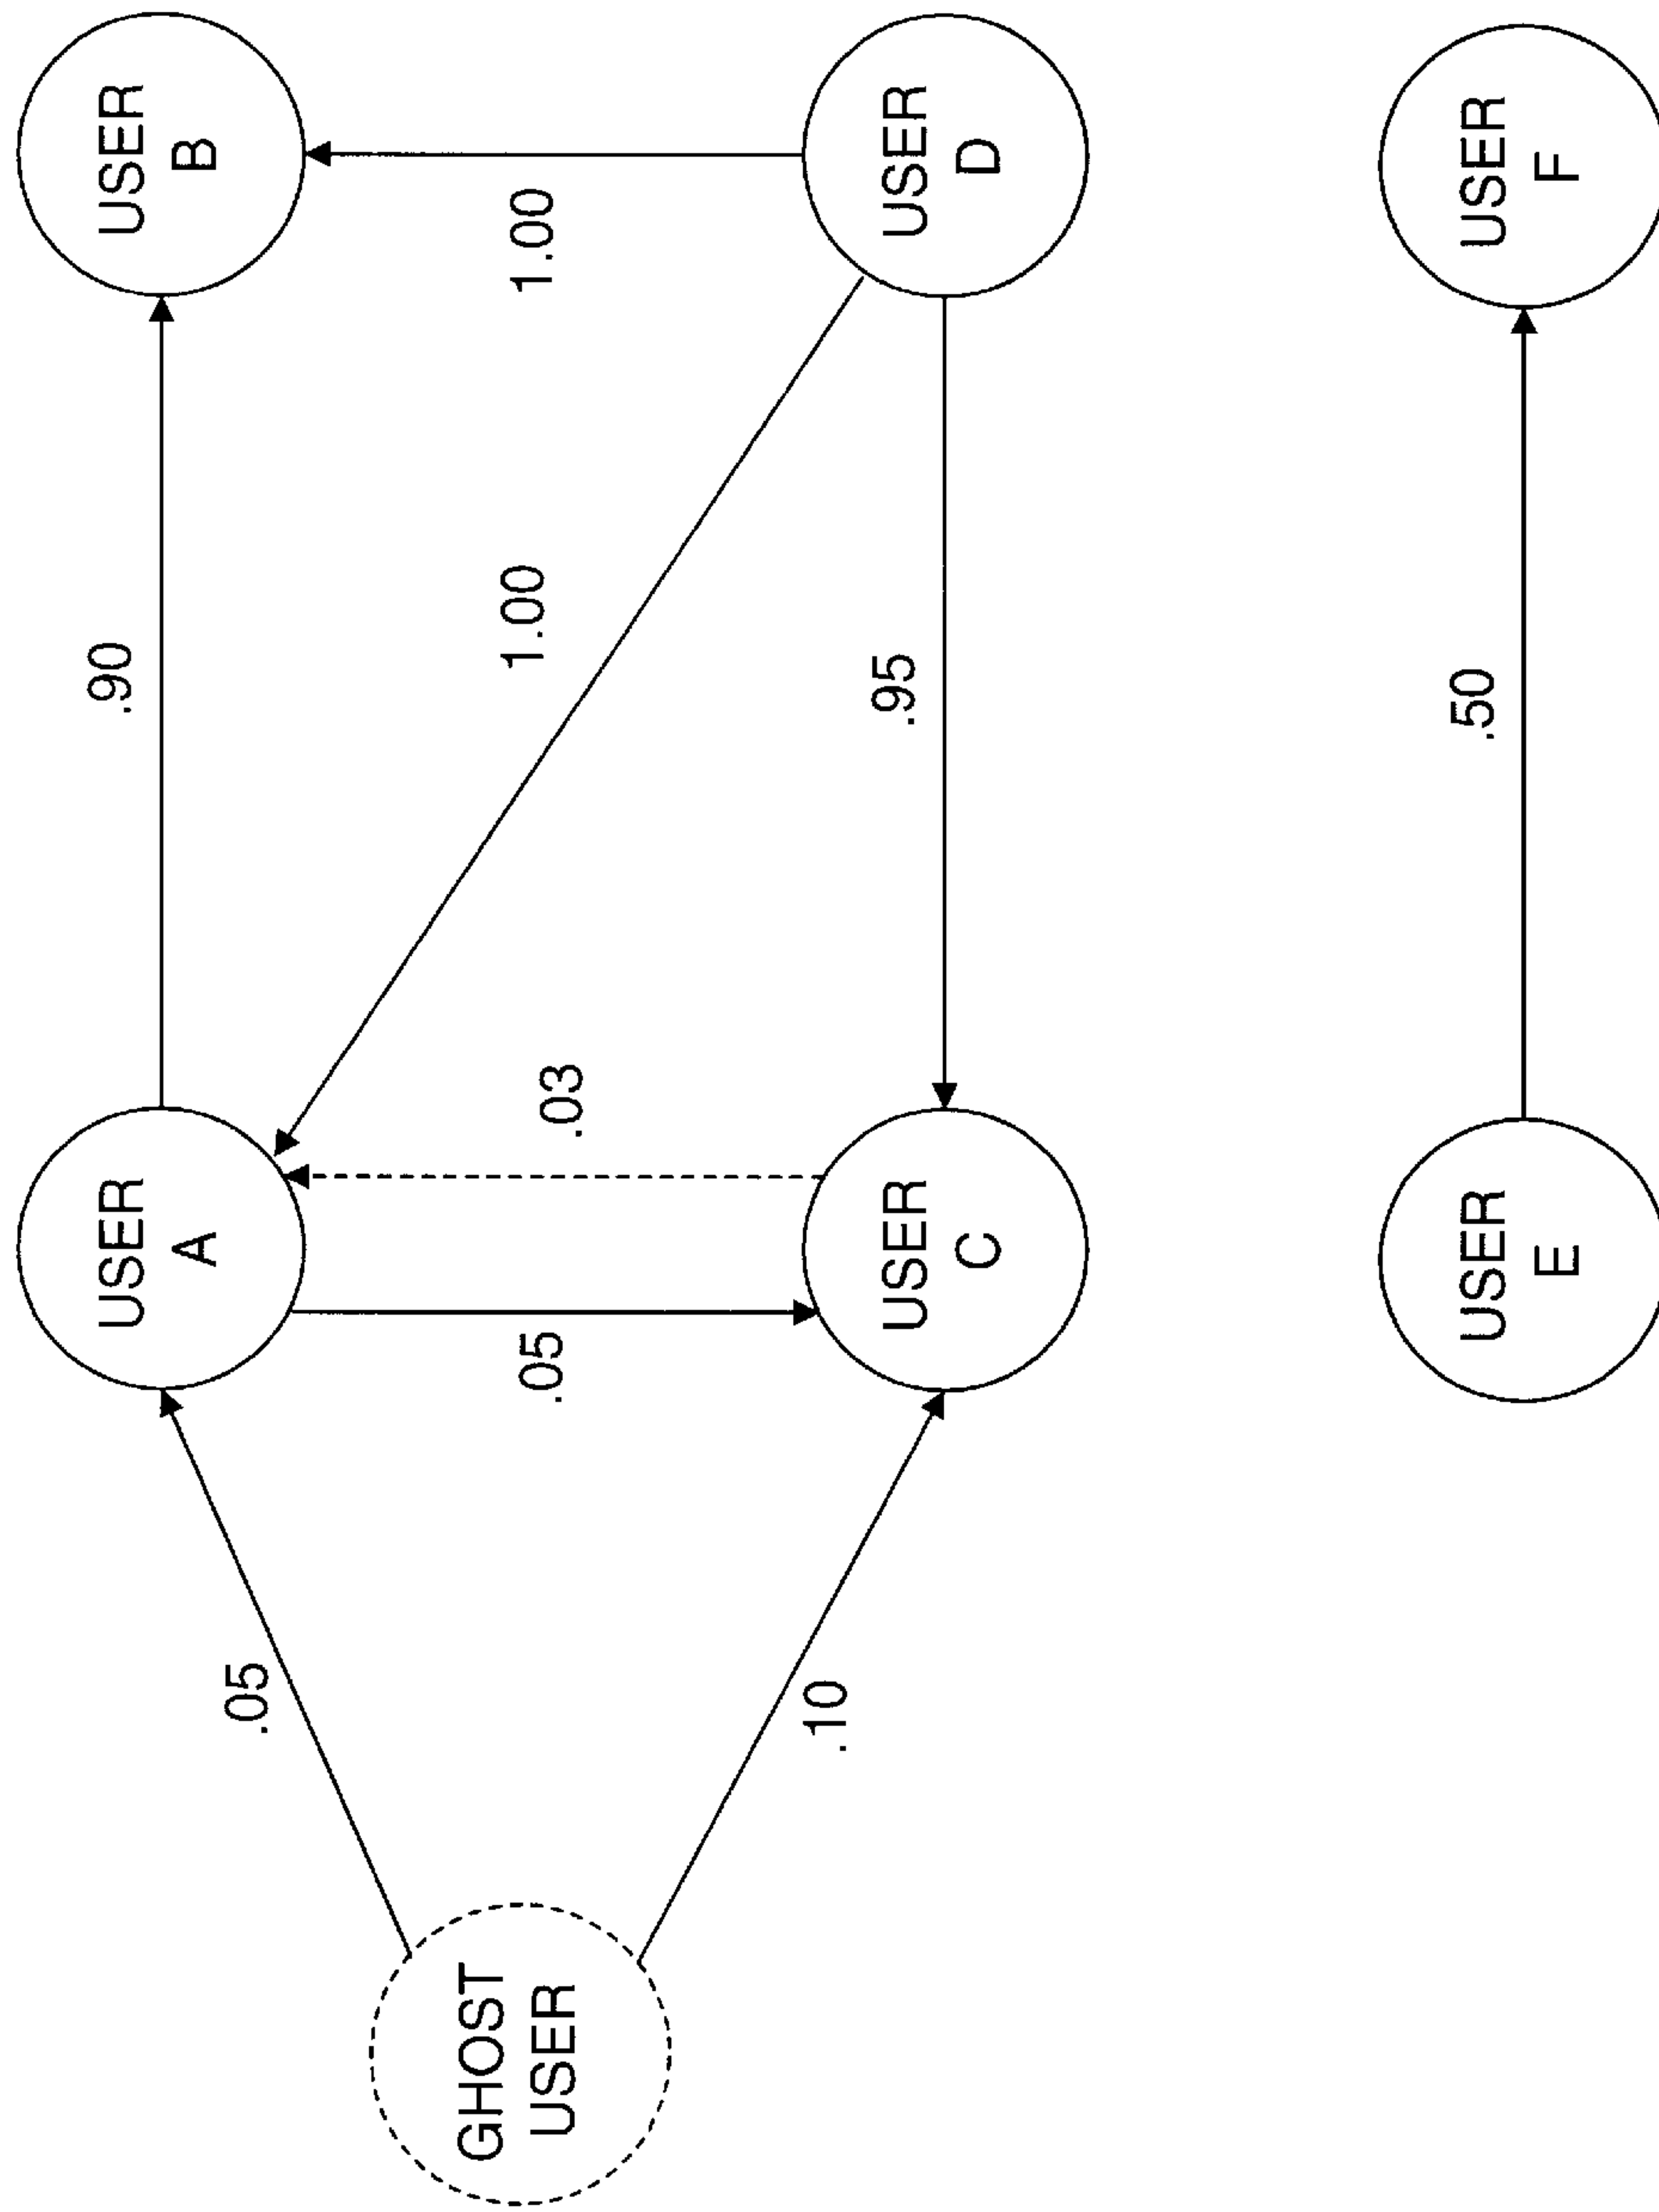 USER
A
.90
USER
B
.05
GHOST
USER
.05
.03
1.00
1.00
.10
USER
C
.95
USER
D
USER
E
.50
USER
F